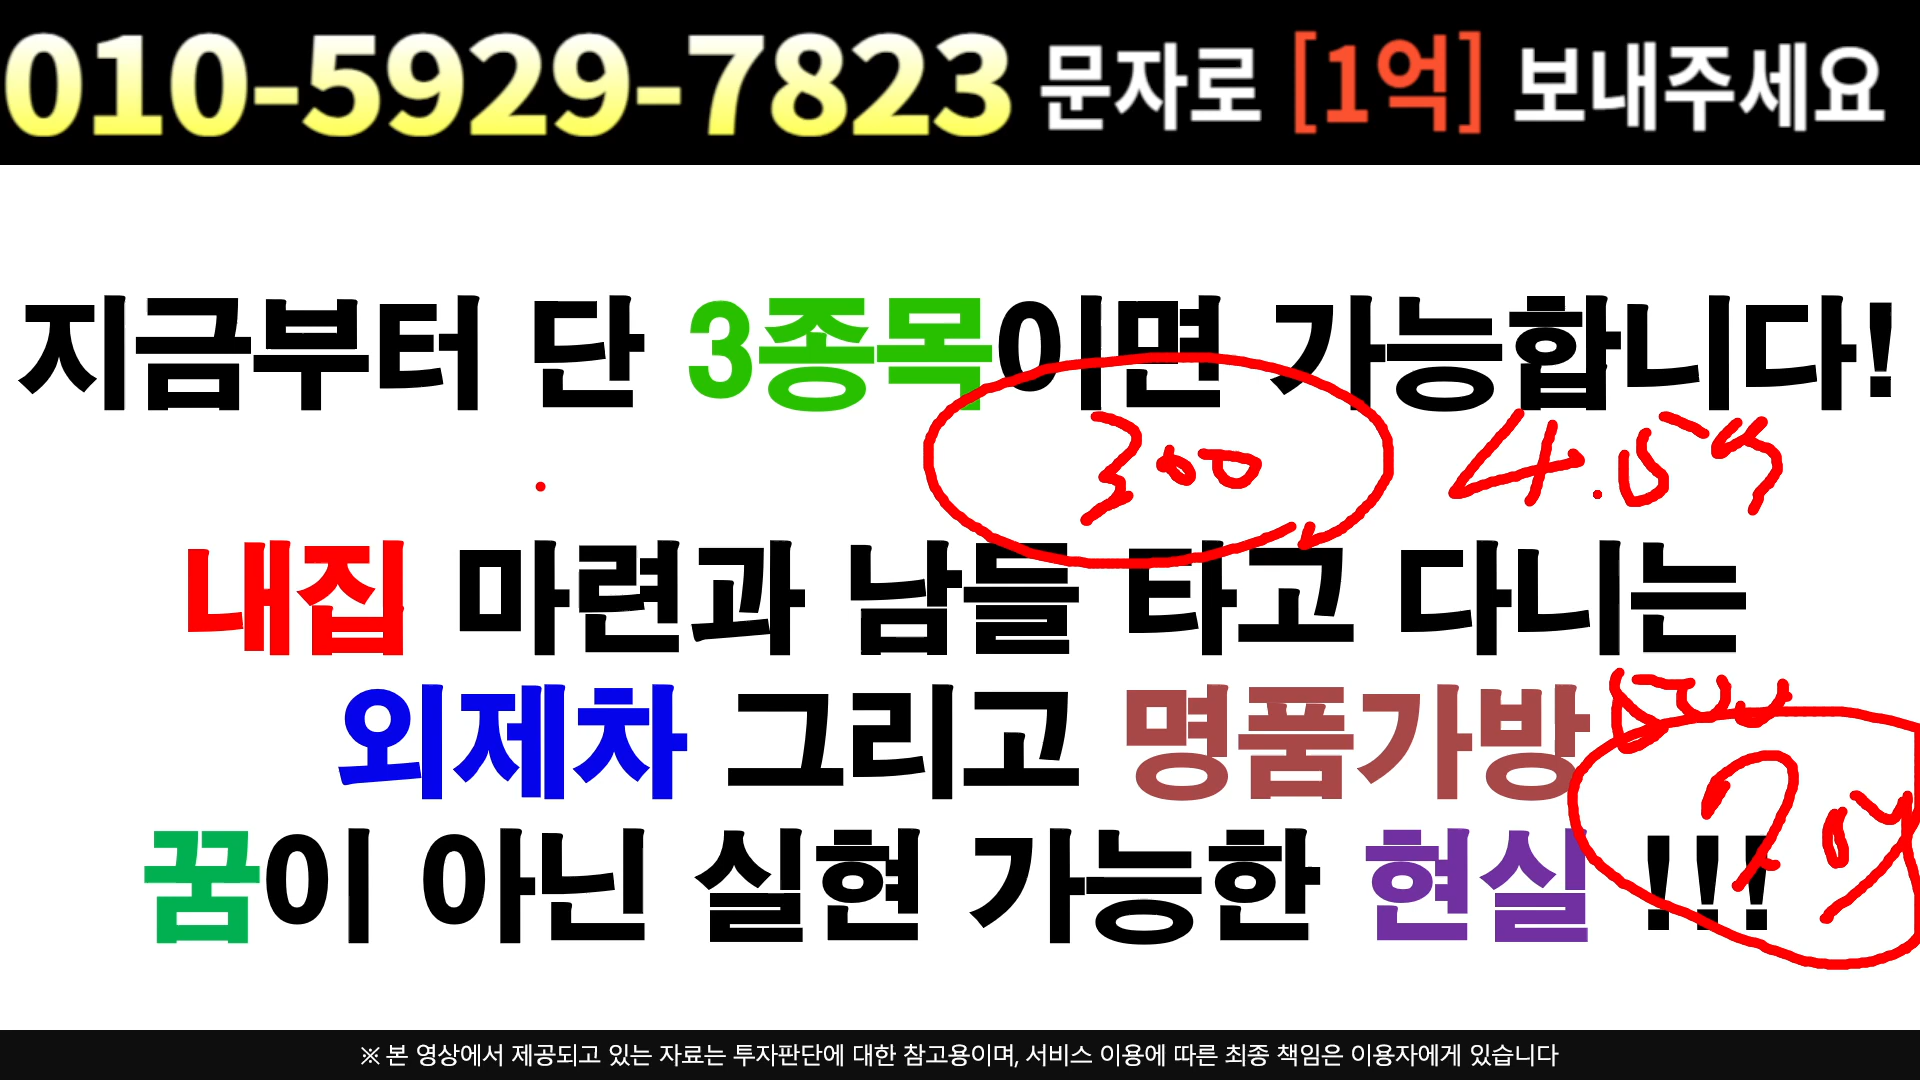 010-5929-7823 문자로 [1억] 보내주세요
지금부터 단 3종목이면 가능합니다!
300
4.5억
내집 마련과 남들 타고 다니는
외제차 그리고 명품가방
500
꿈이 아닌 실현 가능한 현실 !!!
※ 본 영상에서 제공되고 있는 자료는 투자판단에 대한 참고용이며, 서비스 이용에 따른 최종 책임은 이용자에게 있습니다